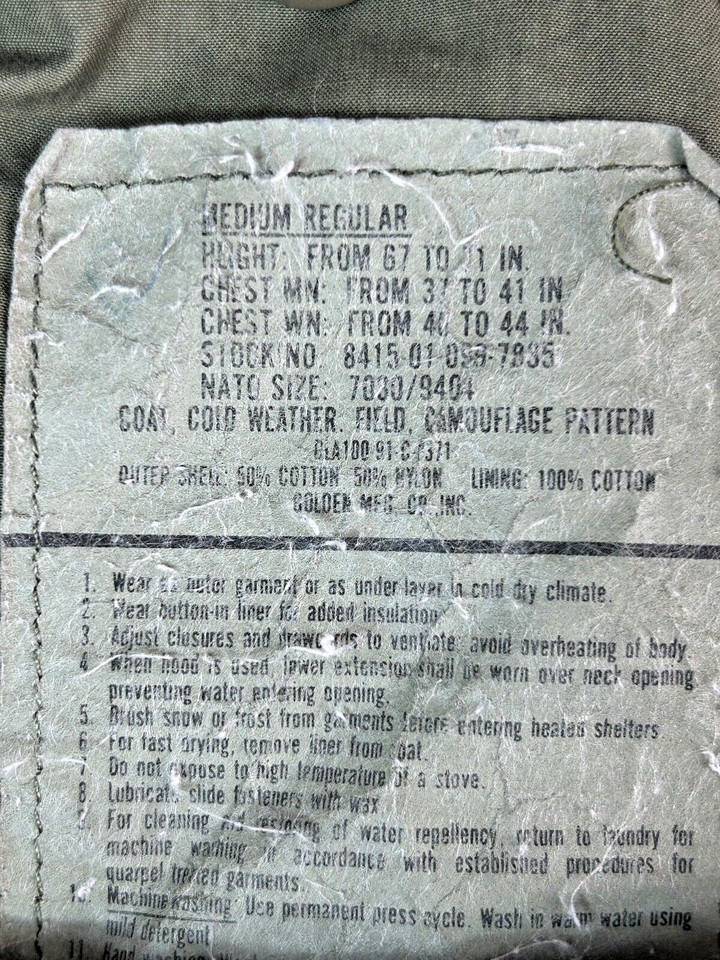 MEDIUM REGULAR
HEIGHT: FROM 67 TO 71 IN.
CHEST MN: FROM 37 TO 41 IN
CHEST WN: FROM 40 TO 44 IN.
STOCK NO. 8415-01-099-7835
NATO SIZE: 7080/9404
COAT, COLD WEATHER. FIELD, CAMOUFLAGE PATTERN
DLA100-91-C-
OUTER SHELL: 50% COTTON 50% NYLON LINING: 100% COTTON
GOLDEN MFG. CO.,INC.
1. Wear as outer garment or as under-layer in cold dry climate.
2. Wear button-in liner for added insulation
3. Adjust closures and drawcords to ventilate: avoid overheating of body.
4. When hood is used, lower extension shall be worn over neck opening
preventing water entering opening.
5. Brush snow or frost from garments before entering heated shelters
6. For fast drying, remove liner from coat.
7. Do not expose to high temperature of a stove.
8. Lubricate slide fasteners with wax
9. For cleaning and restoring of water repellency, return to laundry for
machine washing in accordance with established procedures for
quarpel treated garments.
10. Machine washing: Use permanent press cycle. Wash in warm water using
mild detergent
11. Hand washing.